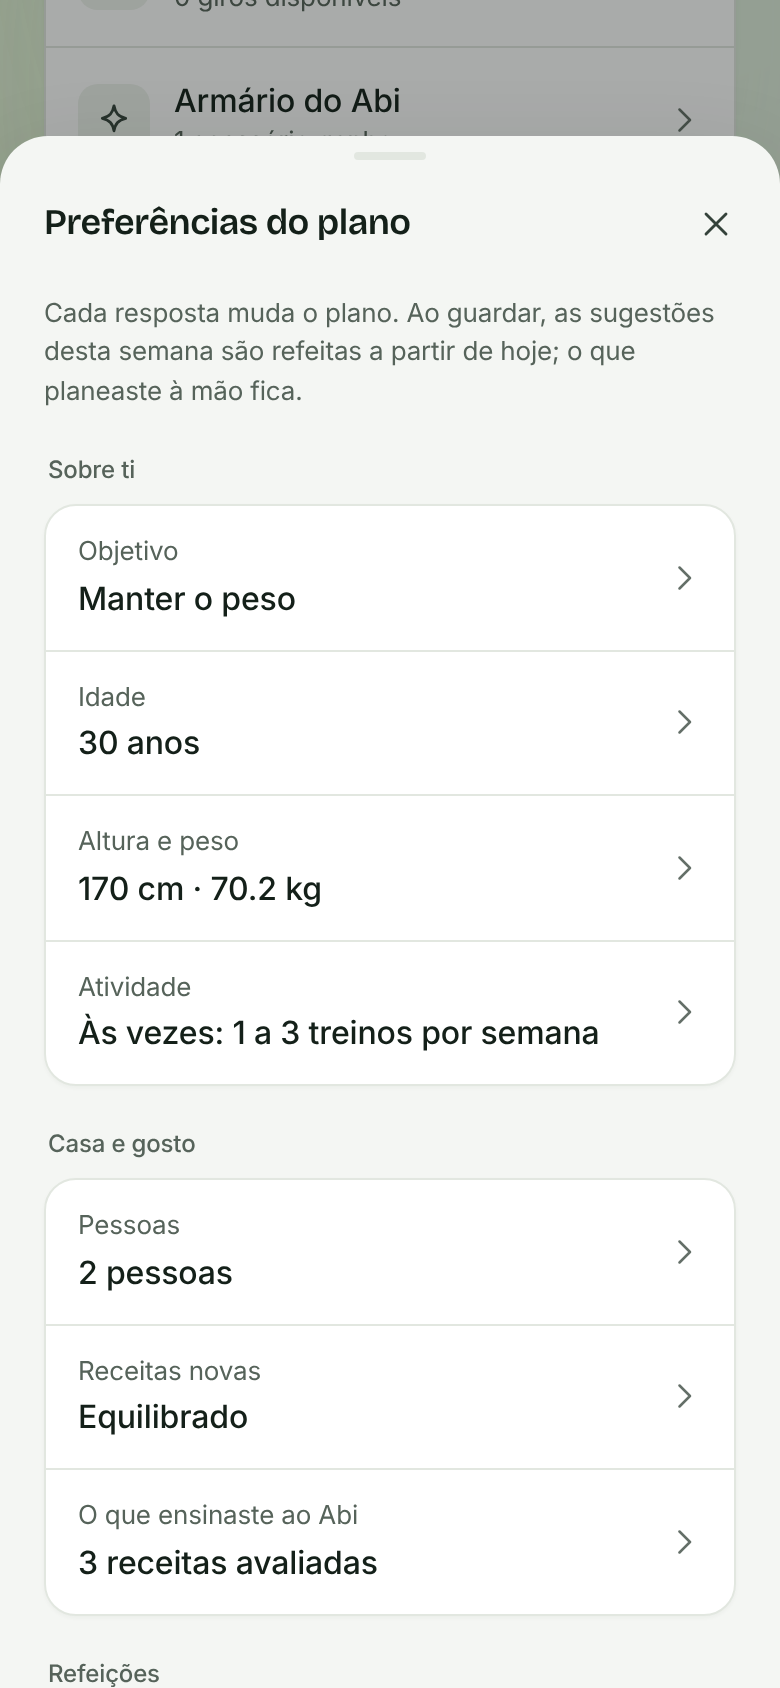 0 giros disponíveis
Armário do Abi
Preferências do plano
Cada resposta muda o plano. Ao guardar, as sugestões
desta semana são refeitas a partir de hoje; o que
planeaste à mão fica.
Sobre ti
Objetivo
Manter o peso
Idade
30 anos
Altura e peso
170 cm · 70.2 kg
Atividade
Às vezes: 1 a 3 treinos por semana
Casa e gosto
Pessoas
2 pessoas
Receitas novas
Equilibrado
O que ensinaste ao Abi
3 receitas avaliadas
Refeições